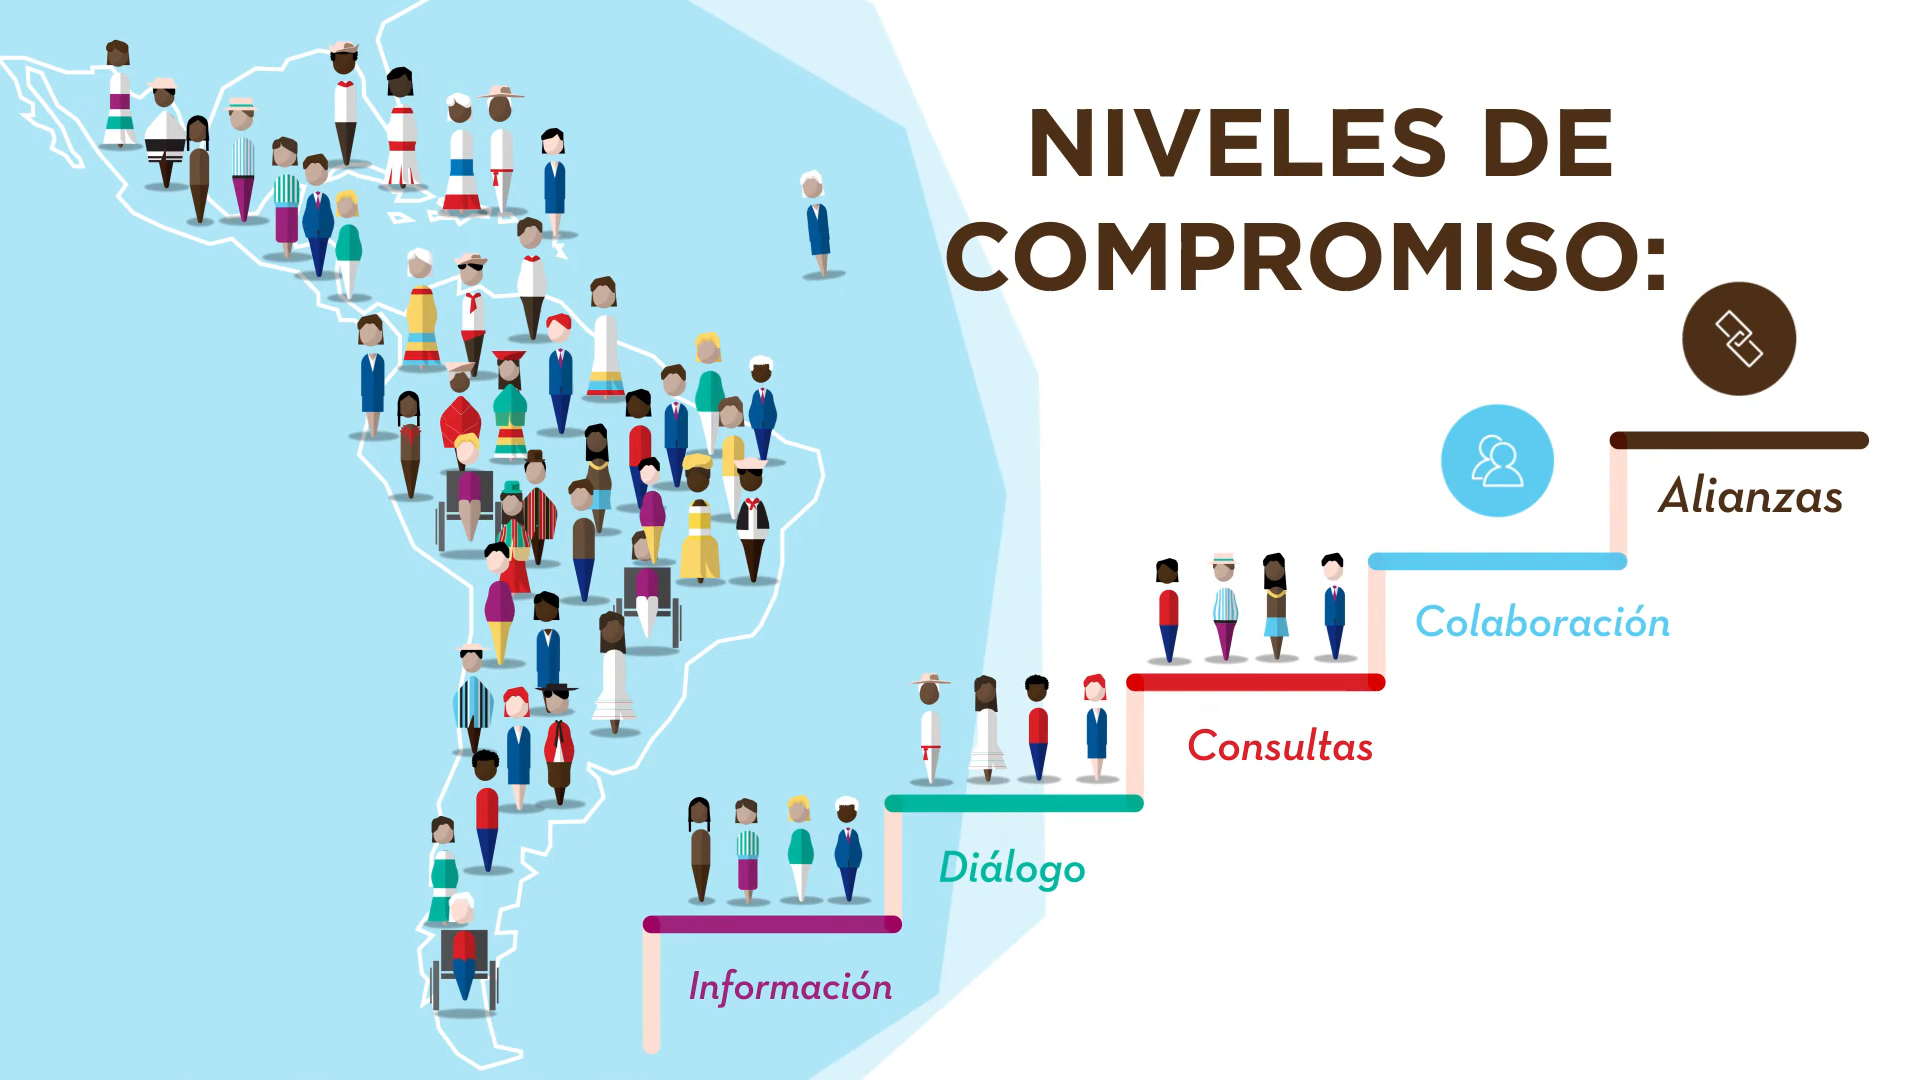 NIVELES DE
COMPROMISO:
Alianzas
Colaboración
Consultas
Diálogo
Información